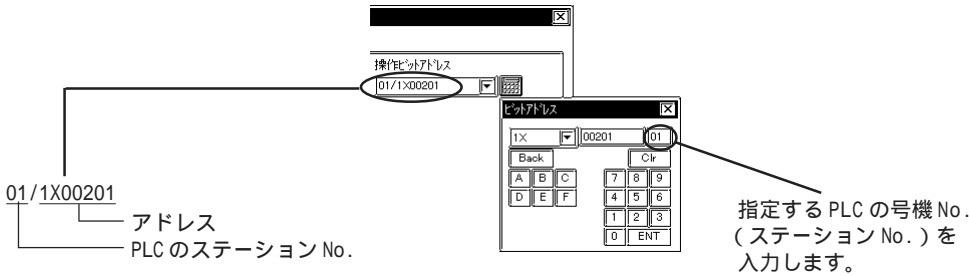 操作ビットアドレス
01/1X00201
ビットアドレス
1X 00201 01
Back Clr
A B C 7 8 9
D E F 4 5 6
1 2 3
0 ENT
01/1X00201
アドレス
PLC のステーション No.
指定する PLC の号機 No.
(ステーション No.)を
入力します。